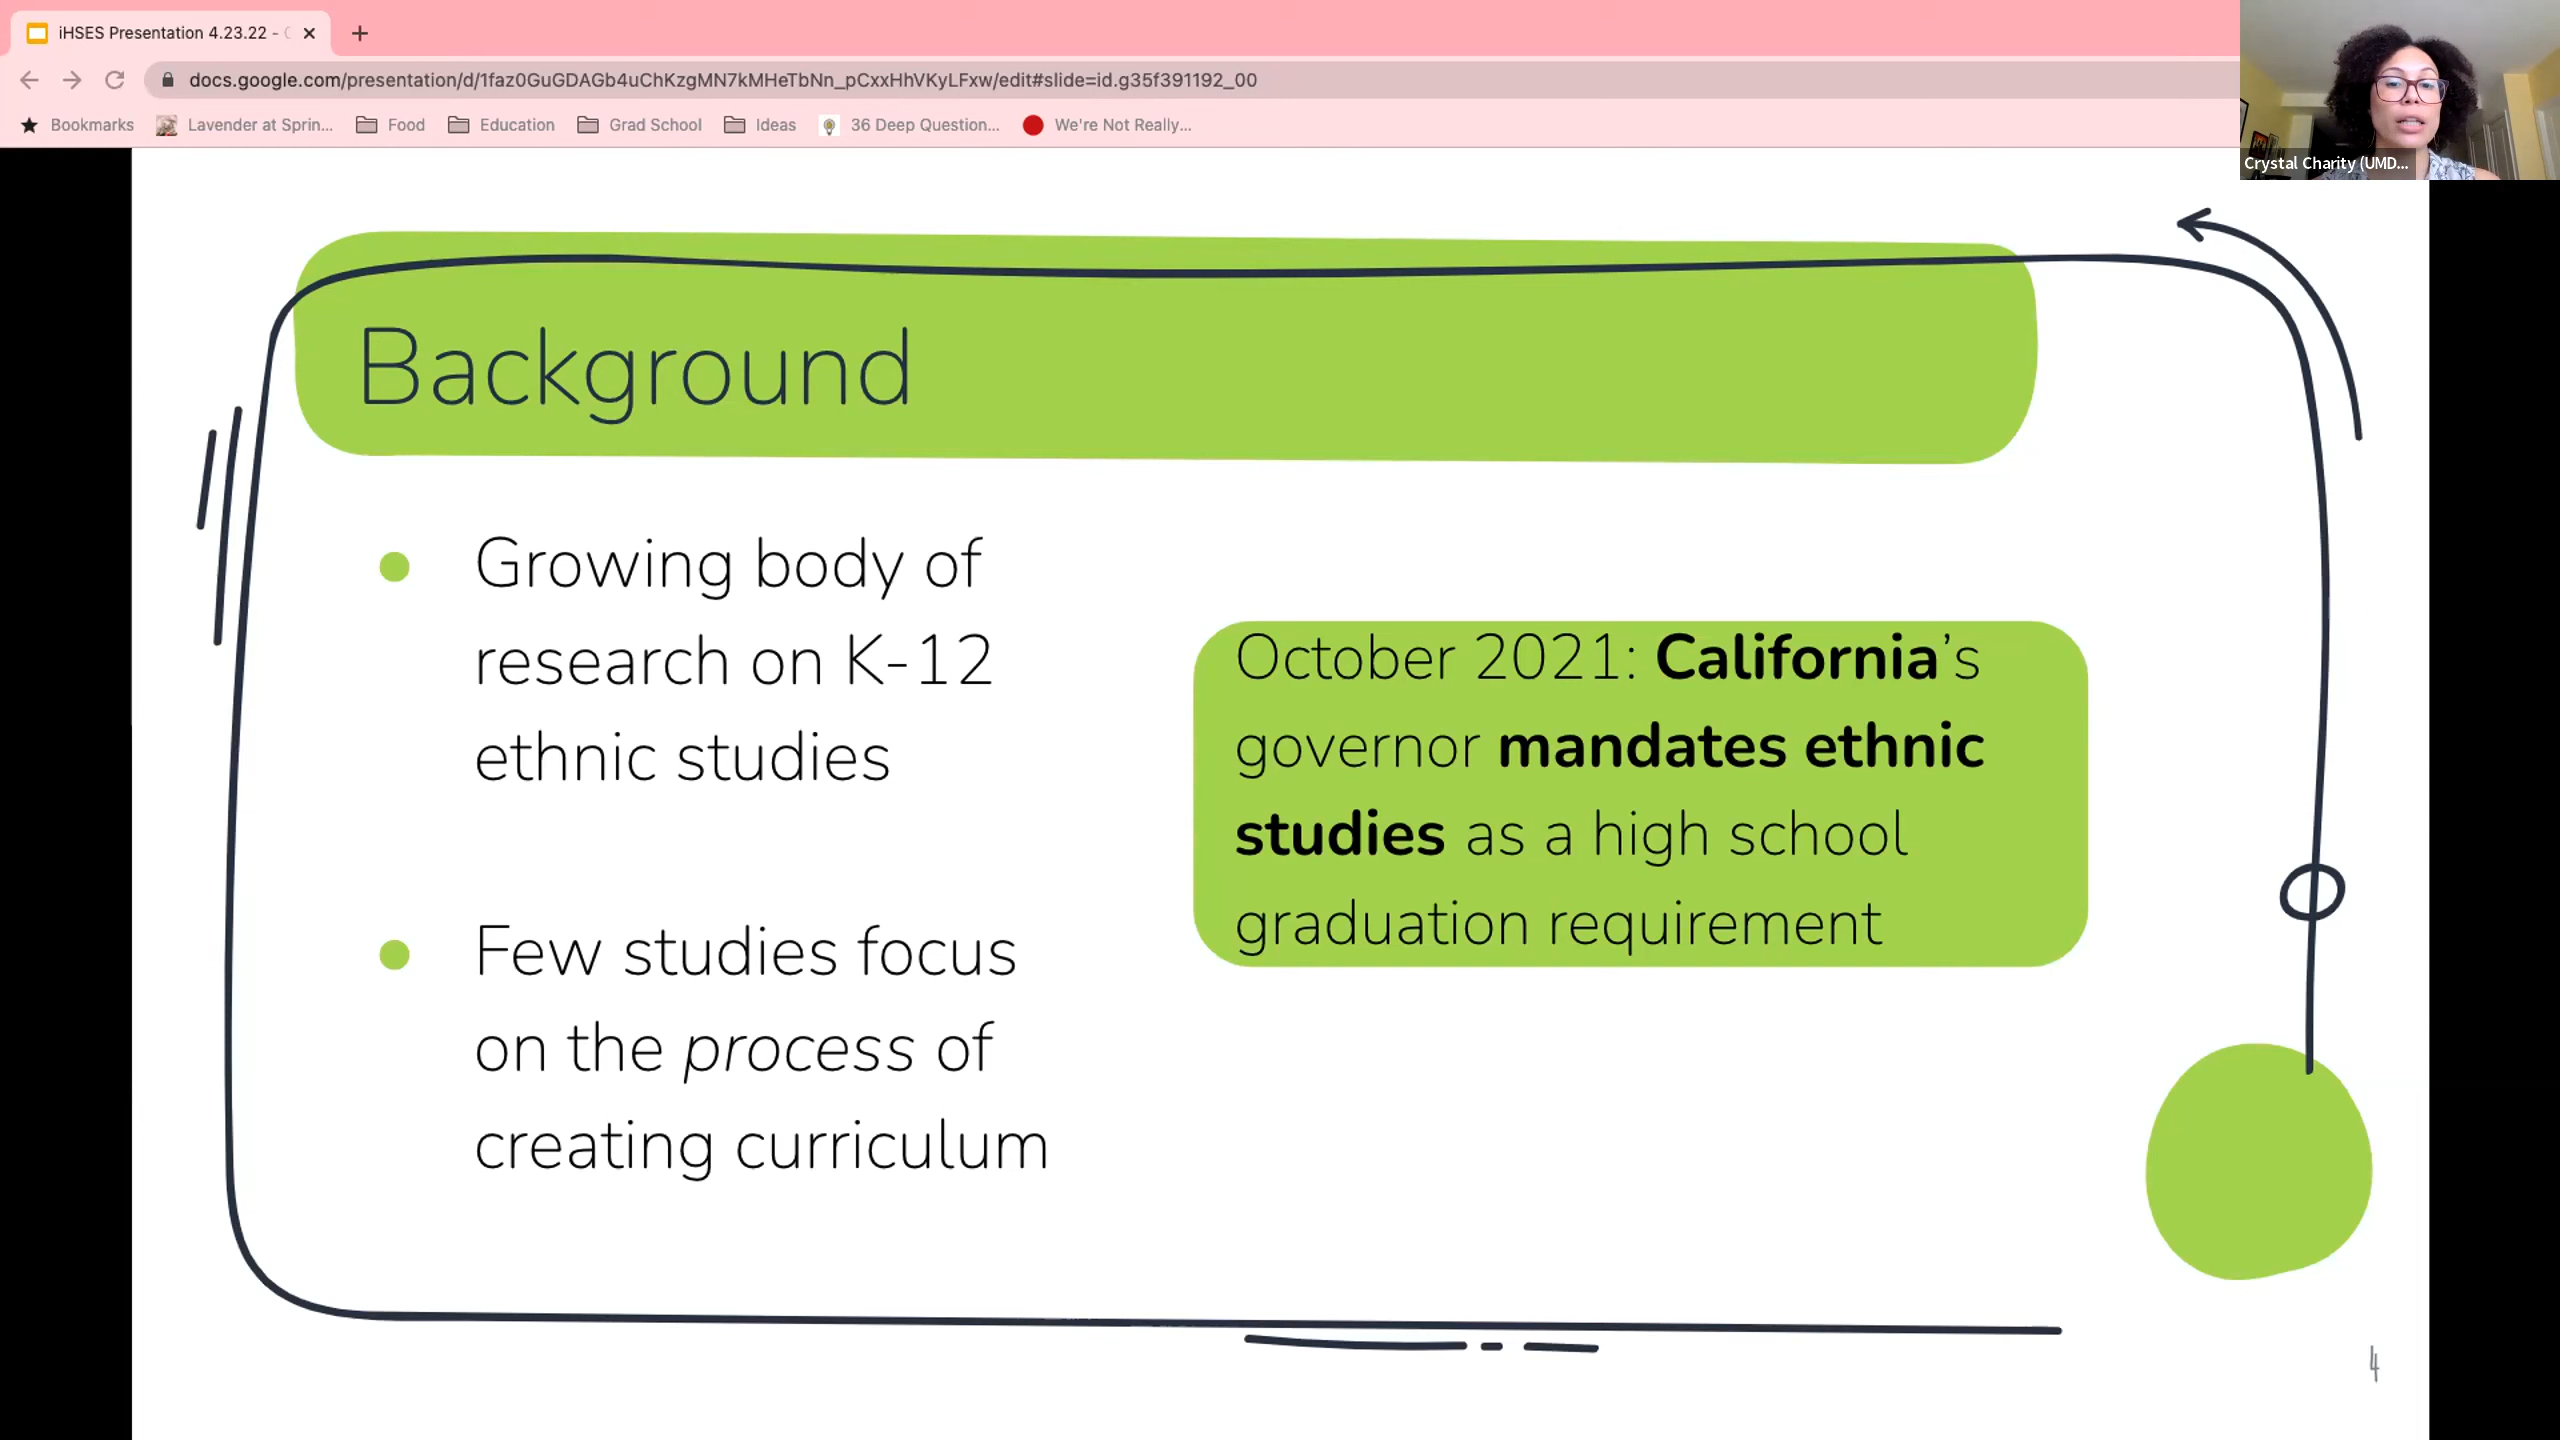 iHSES Presentation 4.23.22 -
docs.google.com/presentation/d/1faz0GuGDAGb4uChKzgMN7kMHeTbNn_pCxxHhVKyLFxw/edit#slide=id.g35f391192_00
Bookmarks Lavender at Sprin... Food Education Grad School Ideas 36 Deep Question... We're Not Really...
Crystal Charity (UMD...
Background
Growing body of
research on K-12
ethnic studies
Few studies focus
on the process of
creating curriculum
October 2021: California's
governor mandates ethnic
studies as a high school
graduation requirement
4